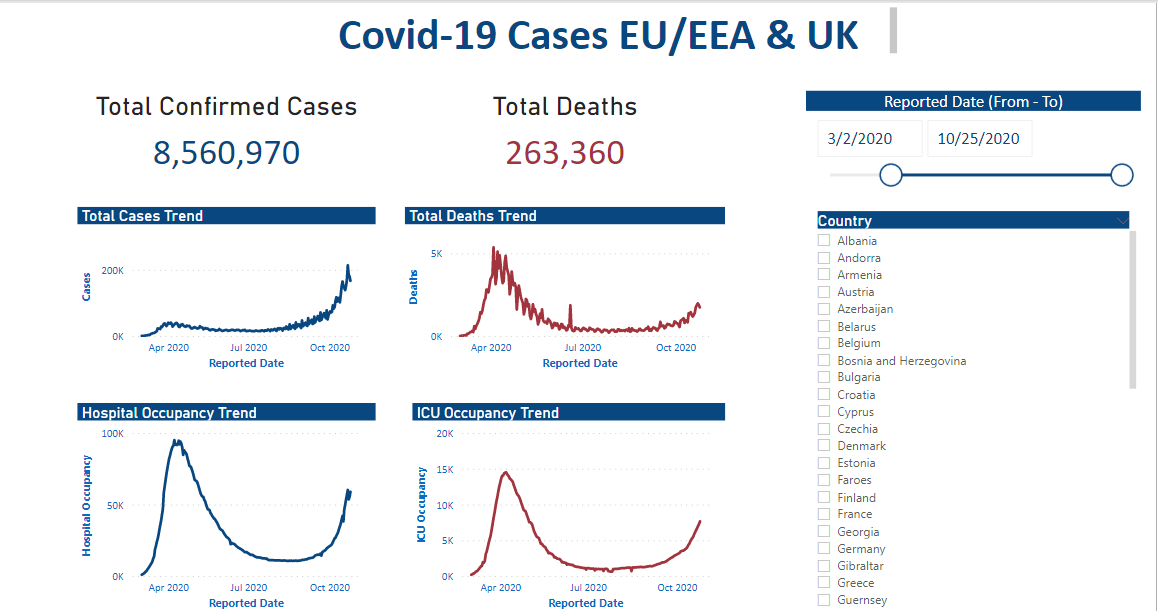 Covid-19 Cases EU/EEA & UK
Total Confirmed Cases
8,560,970
Total Deaths
263,360
Reported Date (From - To)
3/2/2020
10/25/2020
Total Cases Trend
Cases
200K
0K
Apr 2020
Jul 2020
Oct 2020
Reported Date
Total Deaths Trend
Deaths
5K
0K
Apr 2020
Jul 2020
Oct 2020
Reported Date
Hospital Occupancy Trend
Hospital Occupancy
100K
50K
0K
Apr 2020
Jul 2020
Oct 2020
Reported Date
ICU Occupancy Trend
ICU Occupancy
20K
15K
10K
5K
0K
Apr 2020
Jul 2020
Oct 2020
Reported Date
Country
Albania
Andorra
Armenia
Austria
Azerbaijan
Belarus
Belgium
Bosnia and Herzegovina
Bulgaria
Croatia
Cyprus
Czechia
Denmark
Estonia
Faroes
Finland
France
Georgia
Germany
Gibraltar
Greece
Guernsey